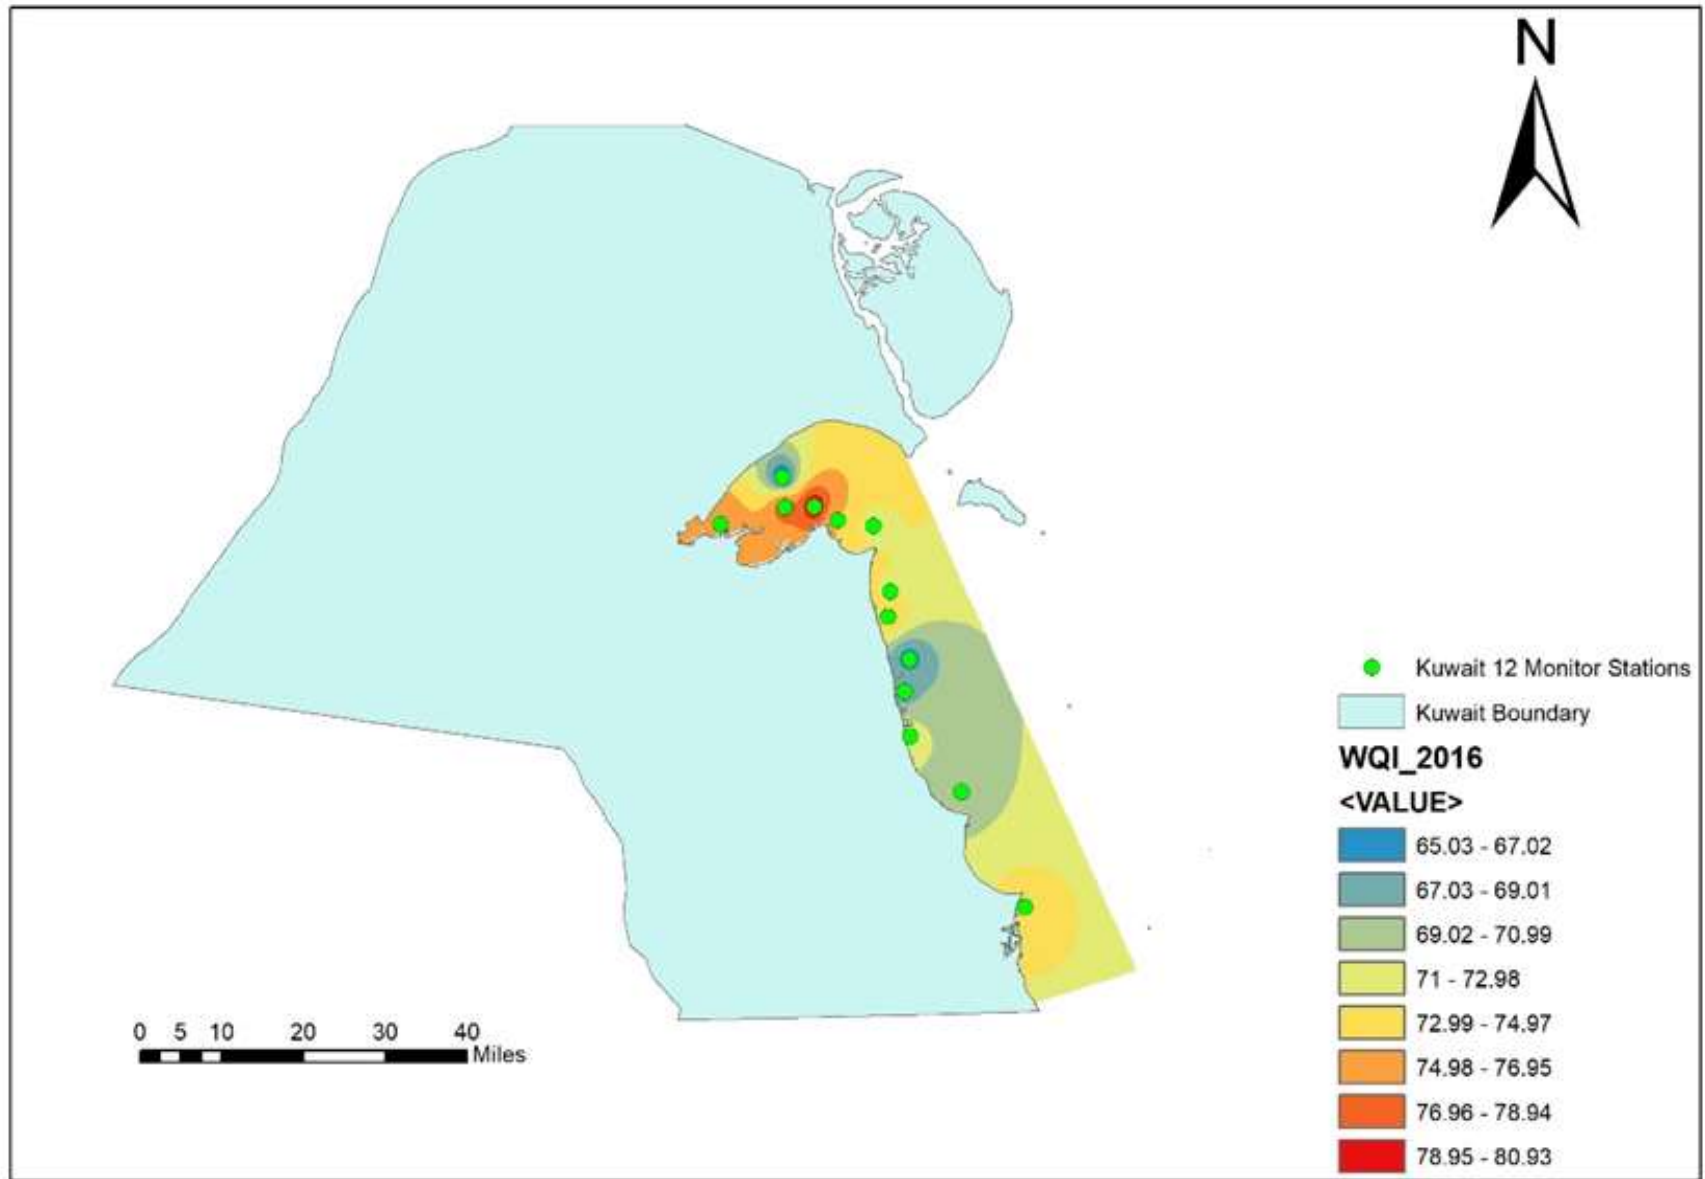 N
Kuwait 12 Monitor Stations
Kuwait Boundary
WQI_2016
<VALUE>
65.03 - 67.02
67.03 - 69.01
69.02 - 70.99
71 - 72.98
72.99 - 74.97
74.98 - 76.95
76.96 - 78.94
78.95 - 80.93
0 5 10 20 30 40
Miles